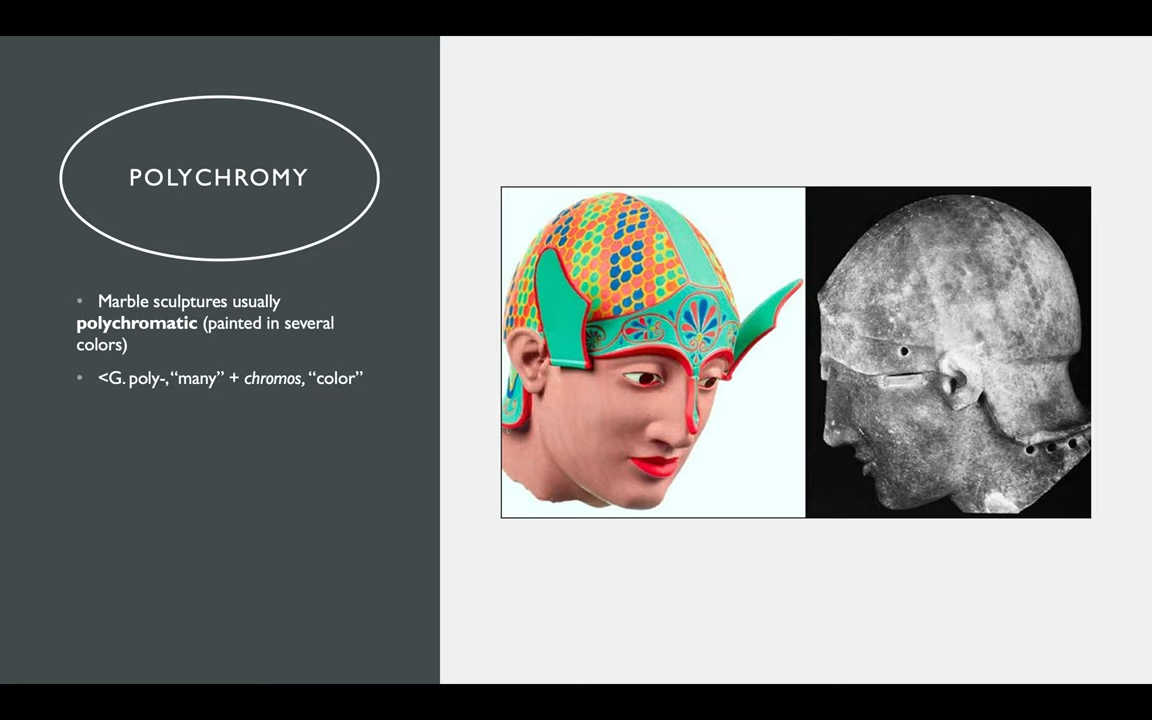 POLYCHROMY
• Marble sculptures usually
polychromatic (painted in several
colors)
• <G. poly-, “many” + chromos, “color”